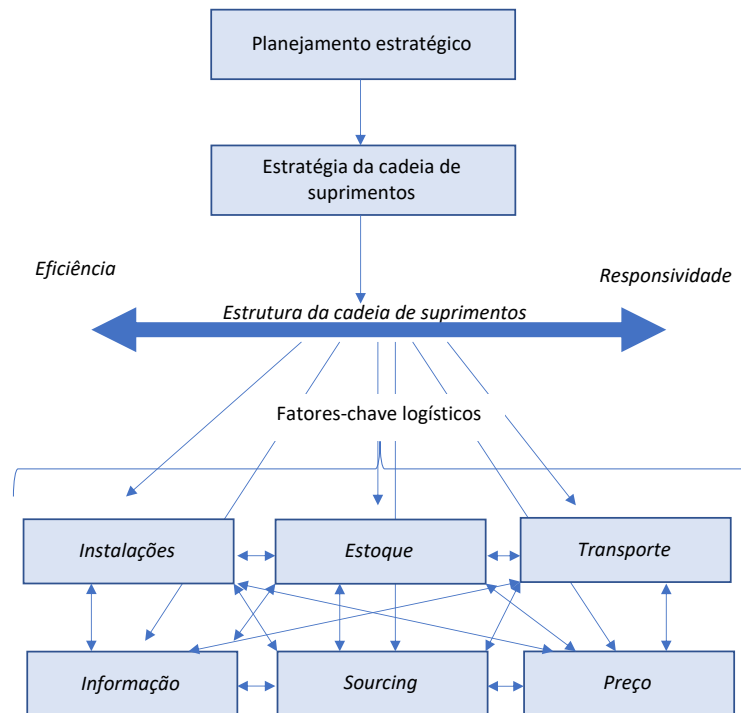 Planejamento estratégico
Estratégia da cadeia de
suprimentos
Eficiência
Responsividade
Estrutura da cadeia de suprimentos
Fatores-chave logísticos
Instalações
Estoque
Transporte
Informação
Sourcing
Preço